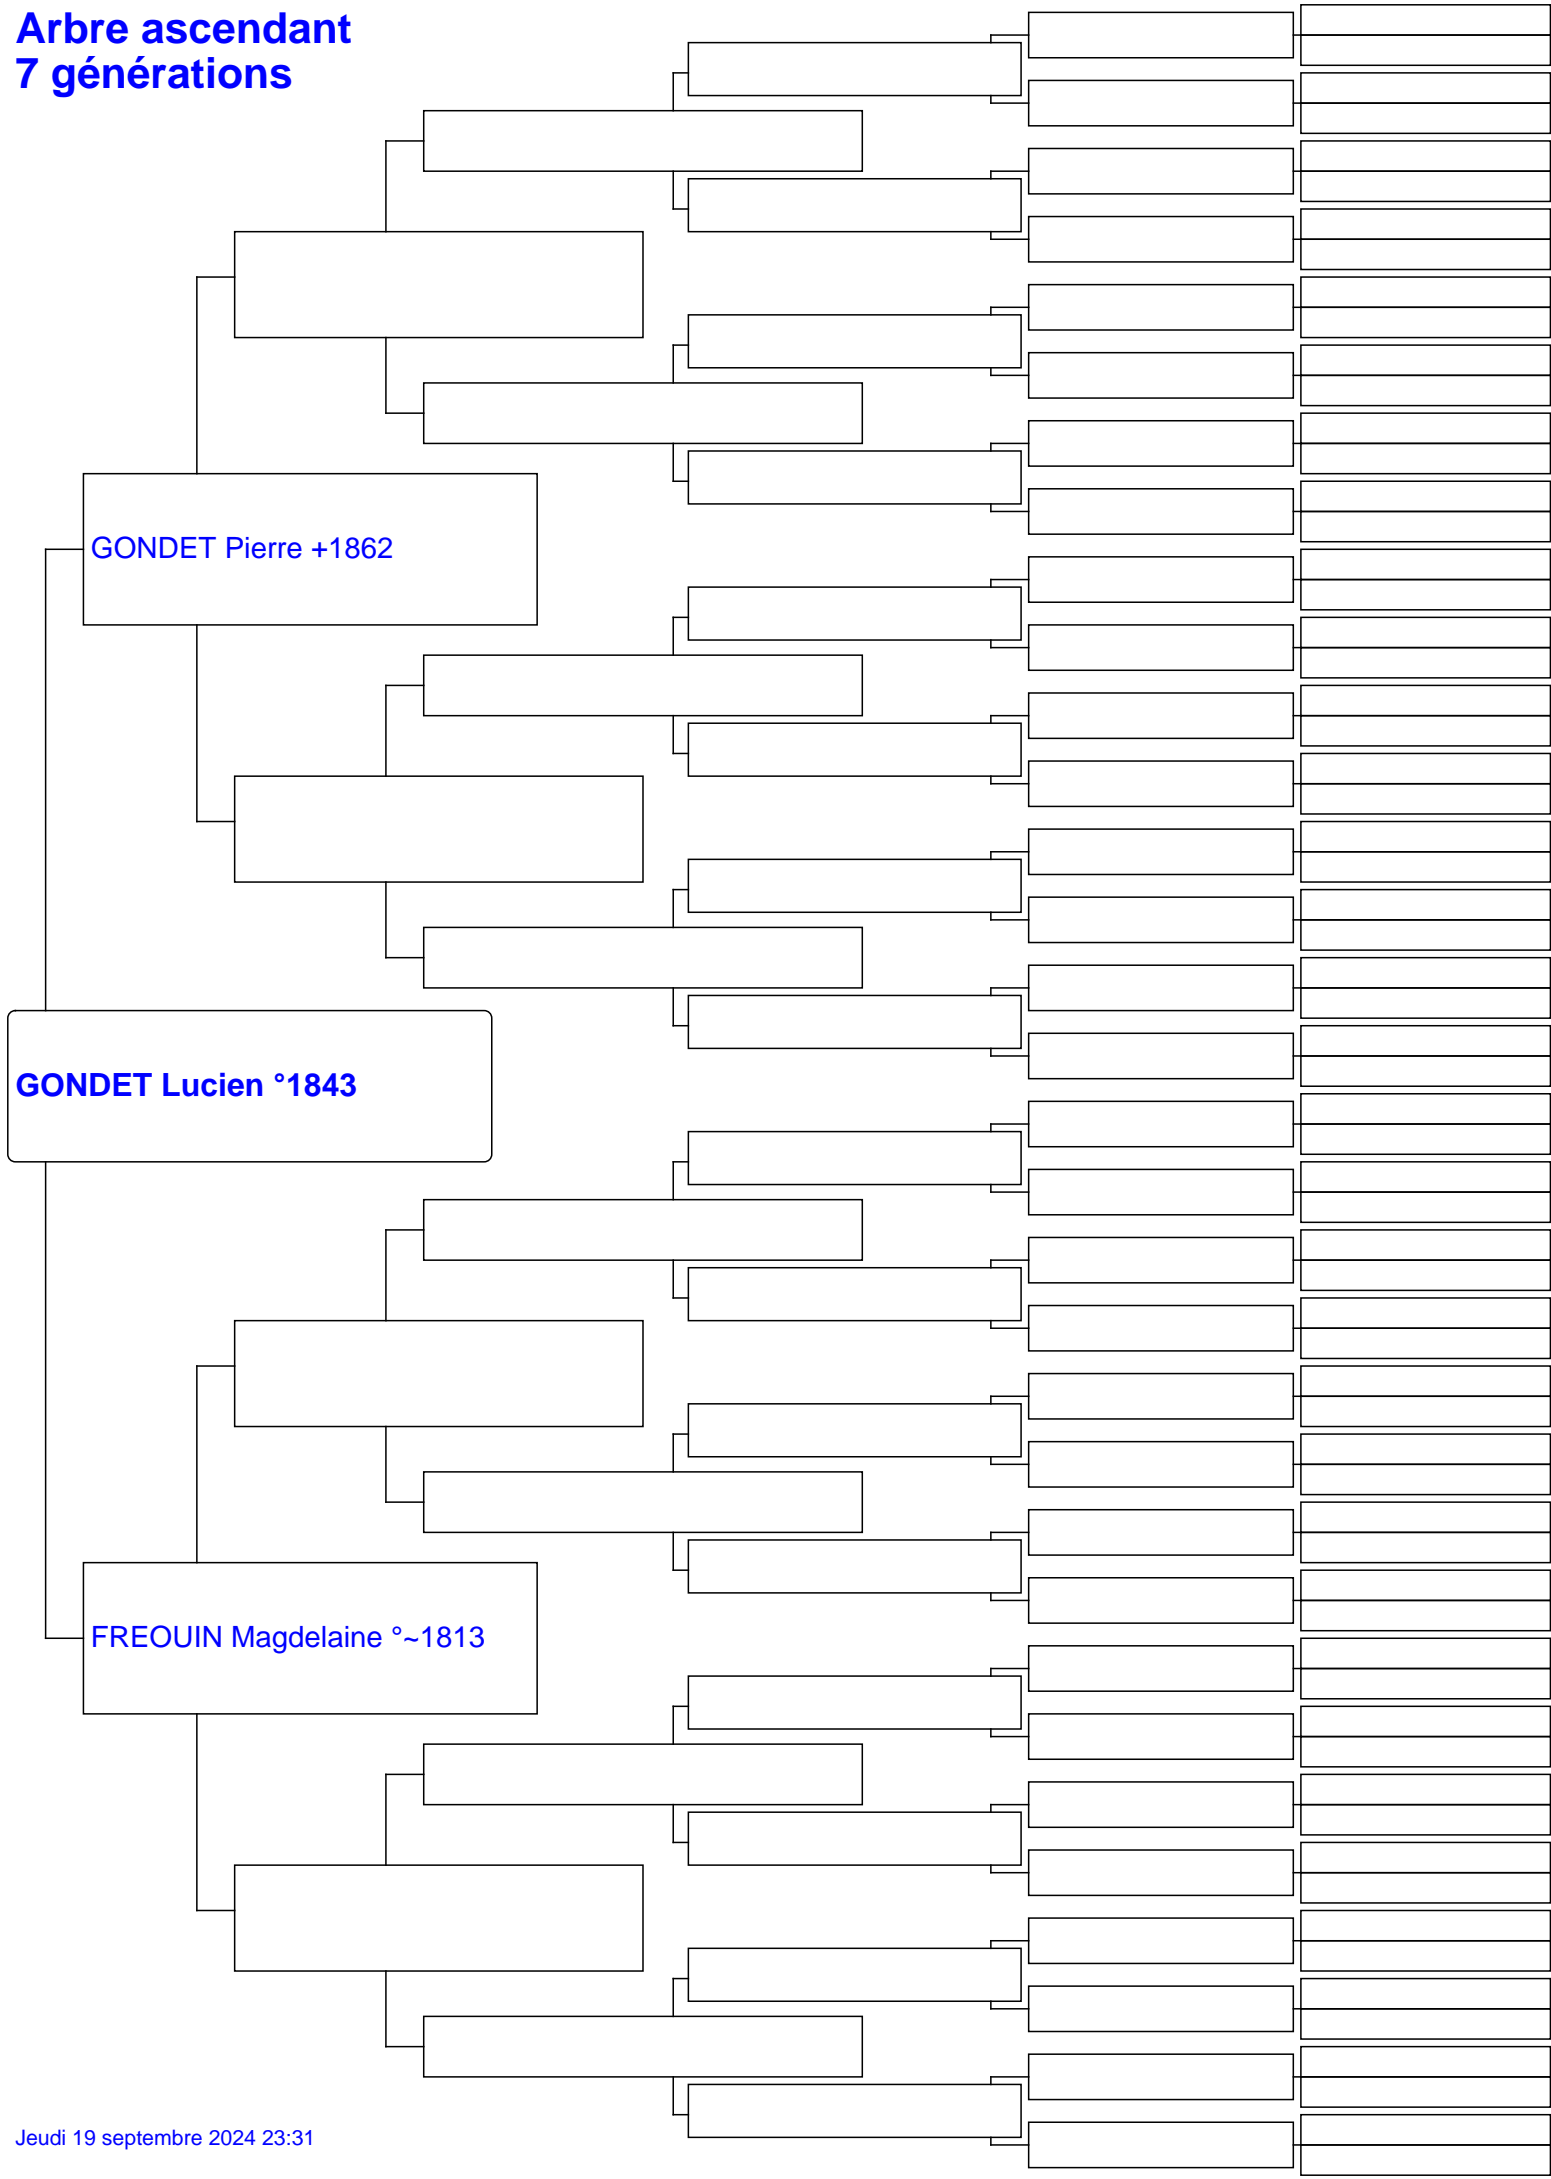 Arbre ascendant
7 générations
GONDET Pierre +1862
GONDET Lucien °1843
FREOUIN Magdelaine °~1813
Jeudi 19 septembre 2024 23:31